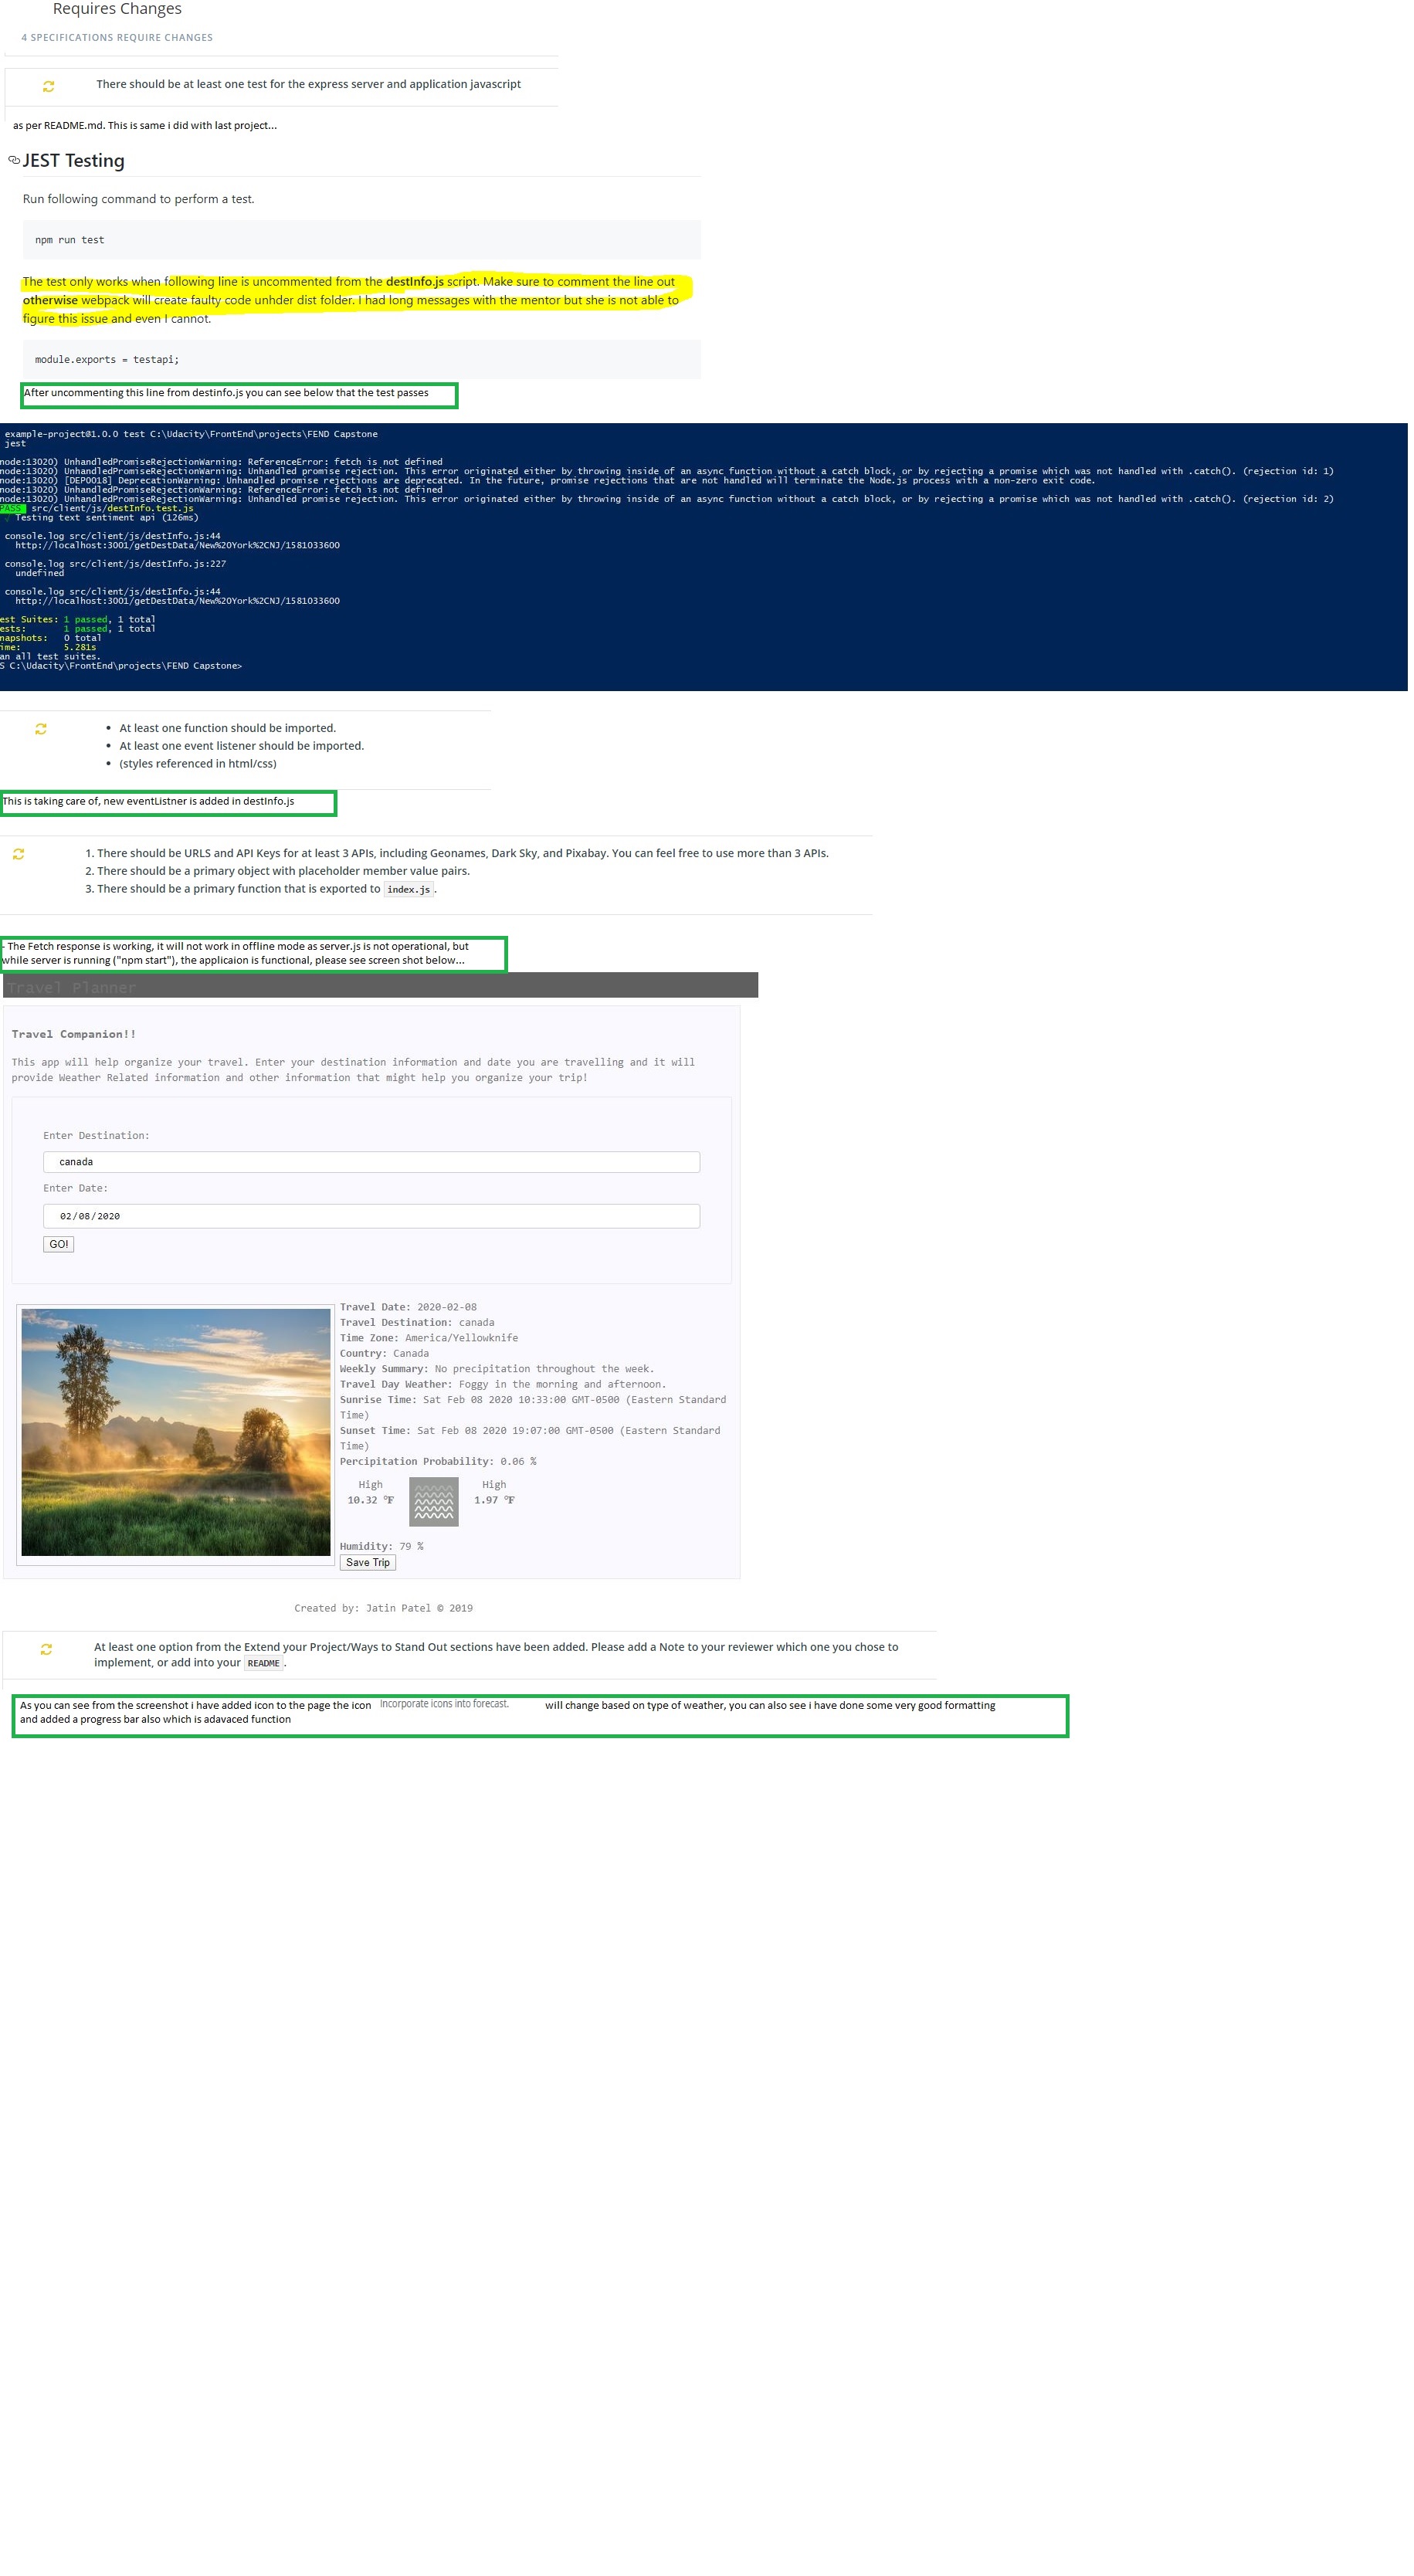 Requires Changes
4 SPECIFICATIONS REQUIRE CHANGES
There should be at least one test for the express server and application javascript
as per README.md. This is same i did with last project...
JEST Testing
Run following command to perform a test.
npm run test
The test only works when following line is uncommented from the destInfo.js script. Make sure to comment the line out
otherwise webpack will create faulty code unhder dist folder. I had long messages with the mentor but she is not able to
figure this issue and even I cannot.
module.exports = testapi;
After uncommenting this line from destinfo.js you can see below that the test passes
example-project@1.0.0 test C:\Udacity\FrontEnd\projects\FEND Capstone
jest
node:13020) UnhandledPromiseRejectionWarning: ReferenceError: fetch is not defined
node:13020) UnhandledPromiseRejectionWarning: Unhandled promise rejection. This error originated either by throwing inside of an async function without a catch block, or by rejecting a promise which was not handled with .catch(). (rejection id: 1)
node:13020) [DEP0018] DeprecationWarning: Unhandled promise rejections are deprecated. In the future, promise rejections that are not handled will terminate the Node.js process with a non-zero exit code.
node:13020) UnhandledPromiseRejectionWarning: ReferenceError: fetch is not defined
node:13020) UnhandledPromiseRejectionWarning: Unhandled promise rejection. This error originated either by throwing inside of an async function without a catch block, or by rejecting a promise which was not handled with .catch(). (rejection id: 2)
PASS src/client/js/destInfo.test.js
√ Testing text sentiment api (126ms)
console.log src/client/js/destInfo.js:44
http://localhost:3001/getDestData/New%20York%2CNJ/1581033600
console.log src/client/js/destInfo.js:227
undefined
console.log src/client/js/destInfo.js:44
http://localhost:3001/getDestData/New%20York%2CNJ/1581033600
est Suites: 1 passed, 1 total
ests: 1 passed, 1 total
napshots: 0 total
ime: 5.281s
an all test suites.
S C:\Udacity\FrontEnd\projects\FEND Capstone>
• At least one function should be imported.
• At least one event listener should be imported.
• (styles referenced in html/css)
This is taking care of, new eventListner is added in destInfo.js
1. There should be URLS and API Keys for at least 3 APIs, including Geonames, Dark Sky, and Pixabay. You can feel free to use more than 3 APIs.
2. There should be a primary object with placeholder member value pairs.
3. There should be a primary function that is exported to index.js.
- The Fetch response is working, it will not work in offline mode as server.js is not operational, but
while server is running ("npm start"), the applicaion is functional, please see screen shot below...
Travel Planner
Travel Companion!!
This app will help organize your travel. Enter your destination information and date you are travelling and it will
provide Weather Related information and other information that might help you organize your trip!
Enter Destination:
canada
Enter Date:
02/08/2020
GO!
Travel Date: 2020-02-08
Travel Destination: canada
Time Zone: America/Yellowknife
Country: Canada
Weekly Summary: No precipitation throughout the week.
Travel Day Weather: Foggy in the morning and afternoon.
Sunrise Time: Sat Feb 08 2020 10:33:00 GMT-0500 (Eastern Standard
Time)
Sunset Time: Sat Feb 08 2020 19:07:00 GMT-0500 (Eastern Standard
Time)
Percipitation Probability: 0.06 %
High High
10.32 °F 1.97 °F
Humidity: 79 %
Save Trip
Created by: Jatin Patel © 2019
At least one option from the Extend your Project/Ways to Stand Out sections have been added. Please add a Note to your reviewer which one you chose to
implement, or add into your README.
As you can see from the screenshot i have added icon to the page the icon Incorporate icons into forecast. will change based on type of weather, you can also see i have done some very good formatting
and added a progress bar also which is adavaced function